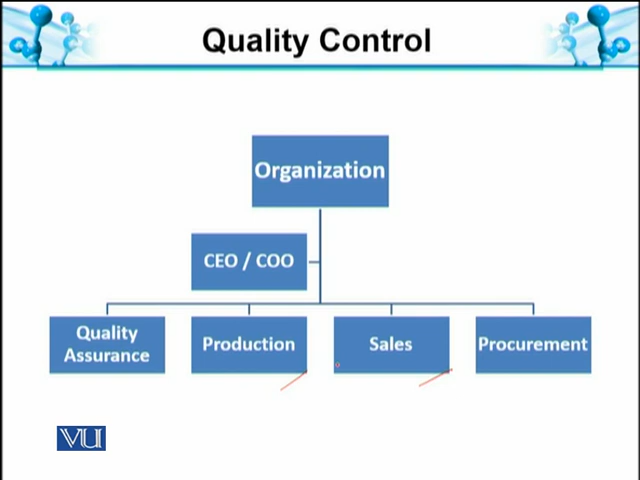 Quality Control
Organization
CEO / COO
Quality
Assurance
Production
Sales
Procurement
VU